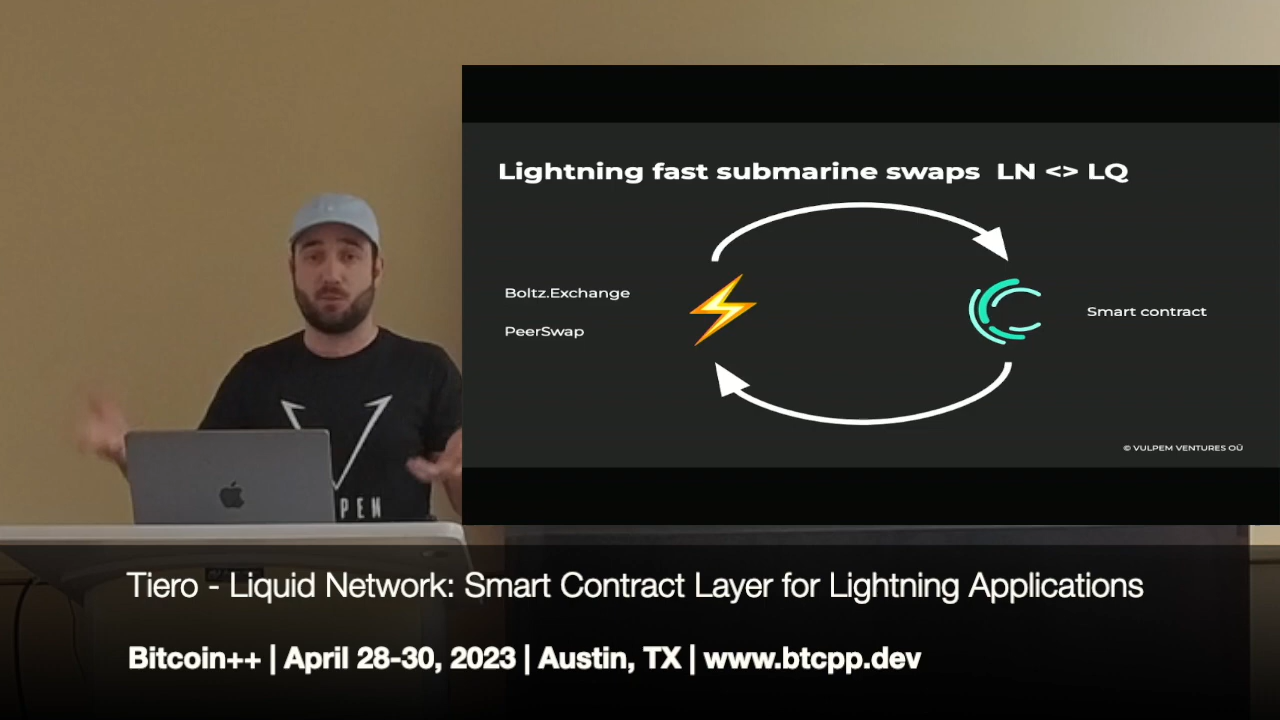 Lightning fast submarine swaps LN <> LQ
Boltz.Exchange
PeerSwap
Smart contract
© VULPEM VENTURES OÜ
PEM
Tiero - Liquid Network: Smart Contract Layer for Lightning Applications
Bitcoin++ | April 28-30, 2023 | Austin, TX | www.btcpp.dev